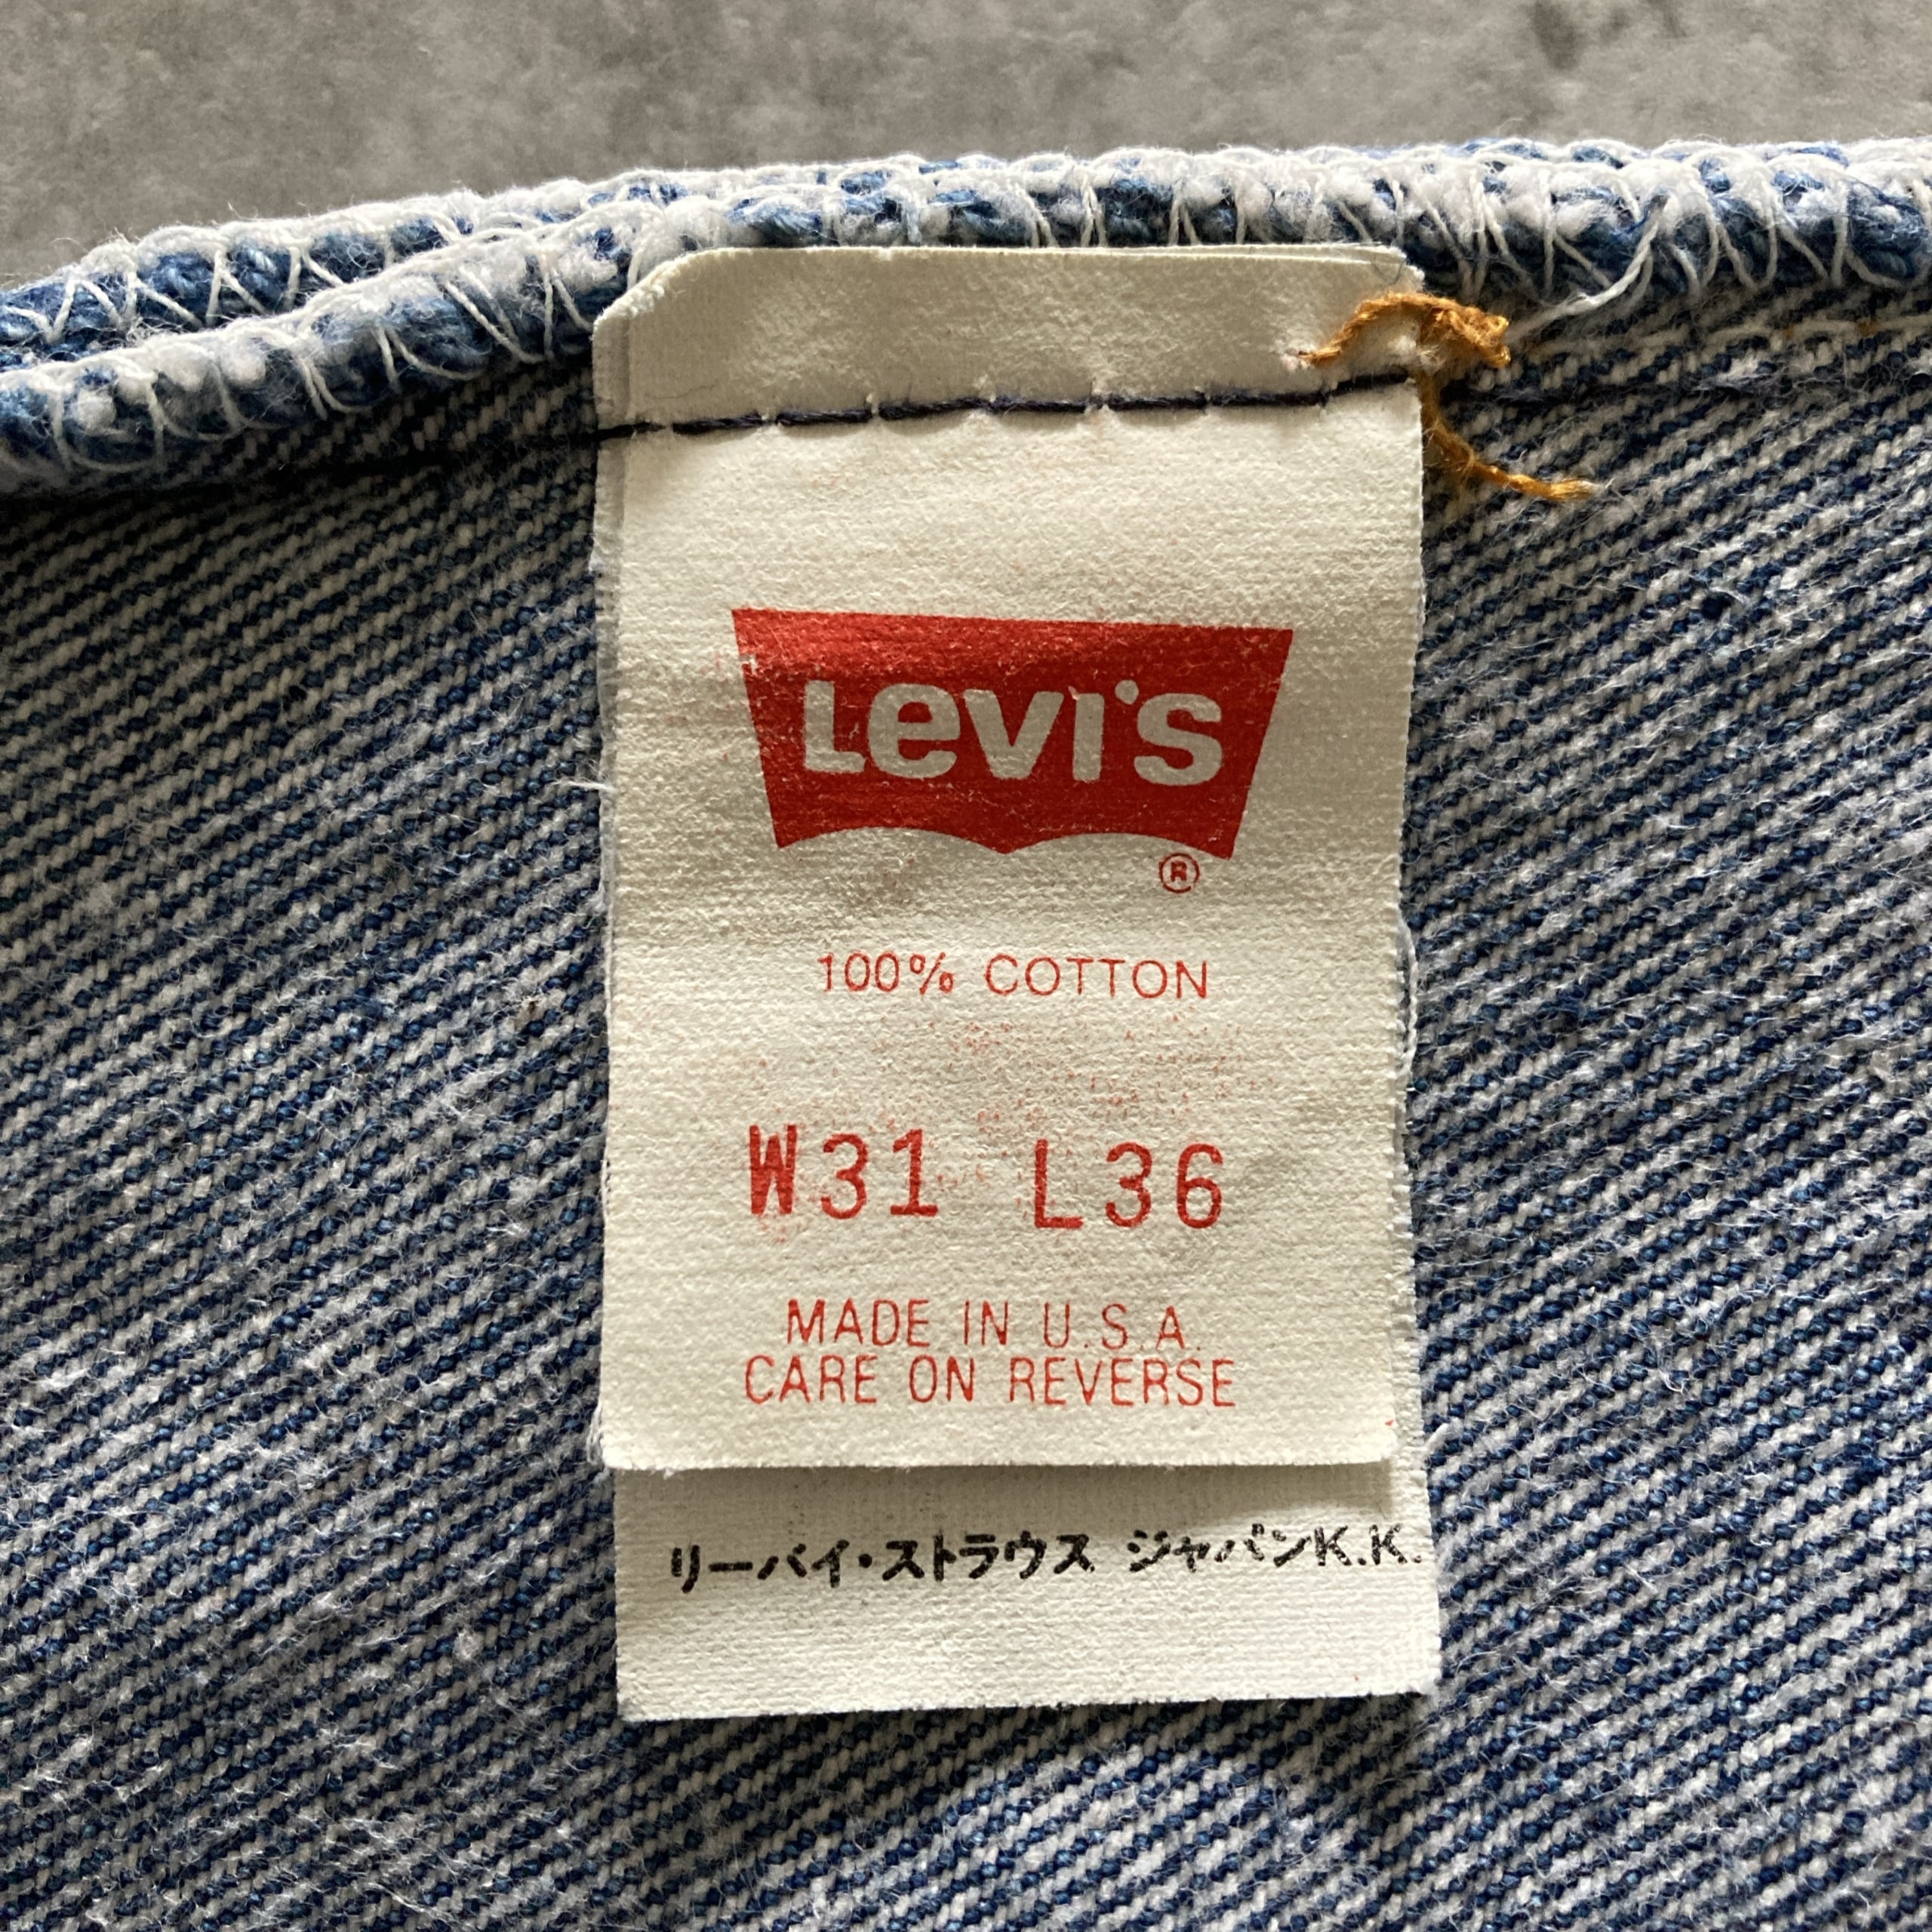 Levi's
®
100% COTTON
W31 L36
MADE IN U.S.A.
CARE ON REVERSE
リーバイ・ストラウス ジャパンK.K.